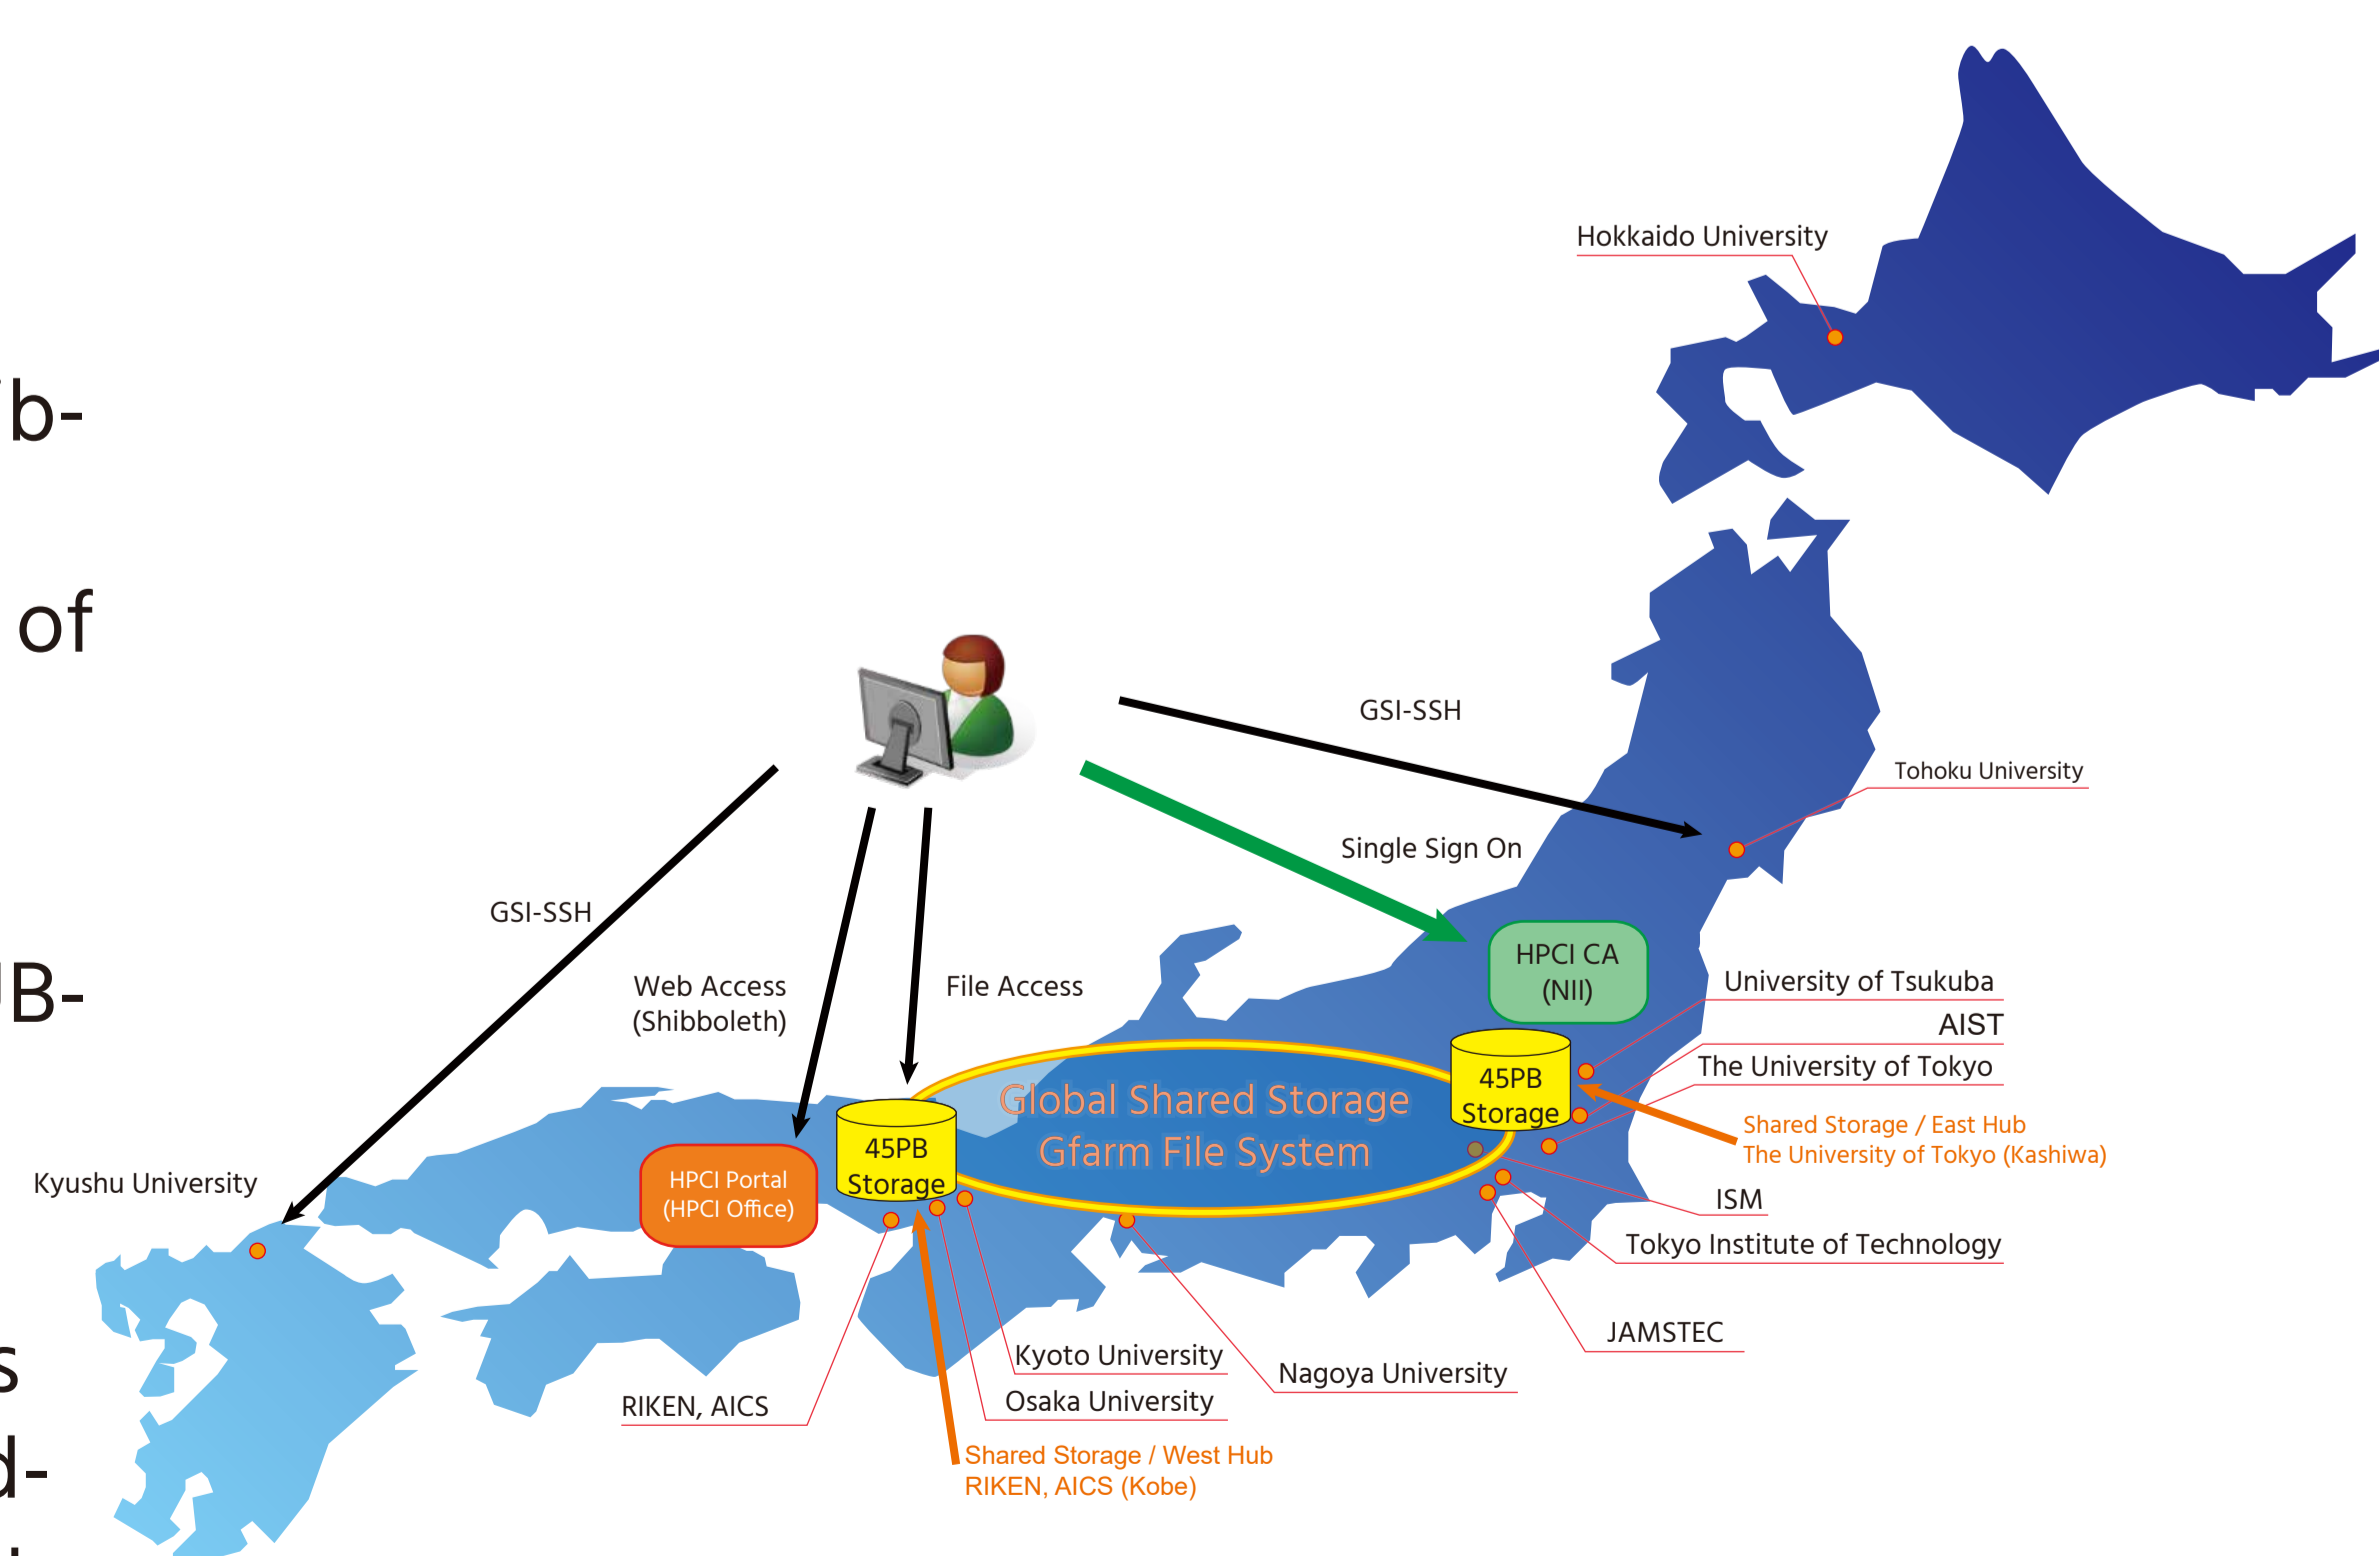 Hokkaido University
b-
of
GSI-SSH
Tohoku University
Single Sign On
GSI-SSH
HPCI CA
(NII)
Web Access
(Shibboleth)
File Access
University of Tsukuba
B-
AIST
The University of Tokyo
45PB
Storage
Global Shared Storage
Gfarm File System
Shared Storage / East Hub
The University of Tokyo (Kashiwa)
45PB
Storage
HPCI Portal
(HPCI Office)
Kyushu University
ISM
Tokyo Institute of Technology
JAMSTEC
Kyoto University
Nagoya University
s
Osaka University
RIKEN, AICS
Shared Storage / West Hub
RIKEN, AICS (Kobe)
d-